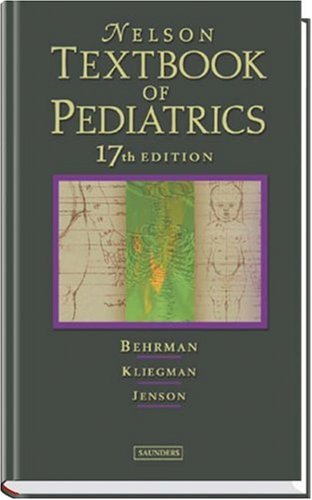 NELSON
TEXTBOOK
OF
PEDIATRICS
17th EDITION
BEHRMAN
KLIEGMAN
JENSON
SAUNDERS